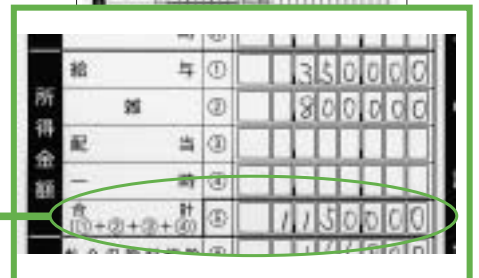 所得金額
給与 ① 350000
雑 ② 800000
配当 ③
一時 ④
合計 (①+②+③+④) ⑤ 1150000